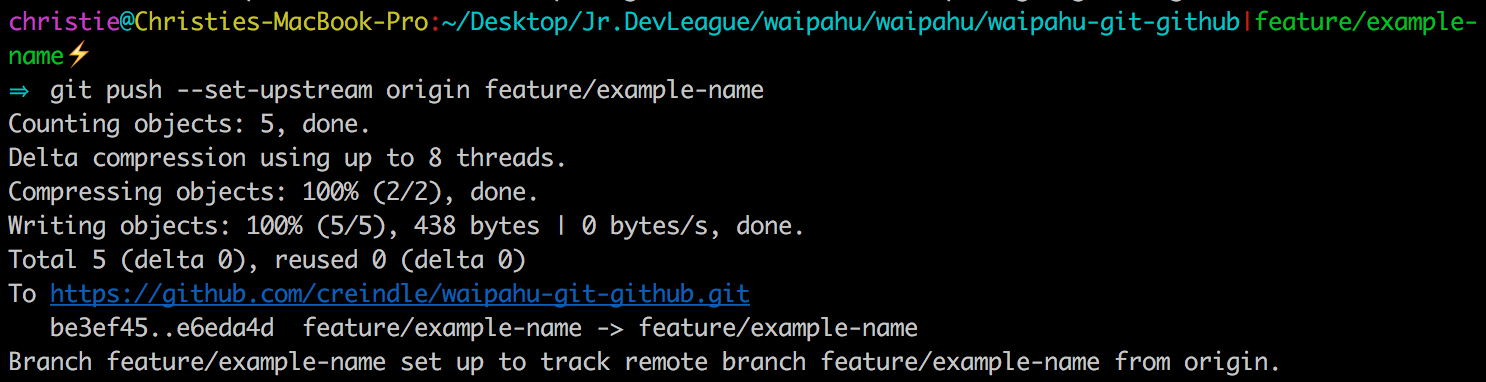 christie@Christies-MacBook-Pro:~/Desktop/Jr.DevLeague/waipahu/waipahu/waipahu-git-github|feature/example-
name⚡
⇒  git push --set-upstream origin feature/example-name
Counting objects: 5, done.
Delta compression using up to 8 threads.
Compressing objects: 100% (2/2), done.
Writing objects: 100% (5/5), 438 bytes | 0 bytes/s, done.
Total 5 (delta 0), reused 0 (delta 0)
To https://github.com/creindle/waipahu-git-github.git
   be3ef45..e6eda4d  feature/example-name -> feature/example-name
Branch feature/example-name set up to track remote branch feature/example-name from origin.